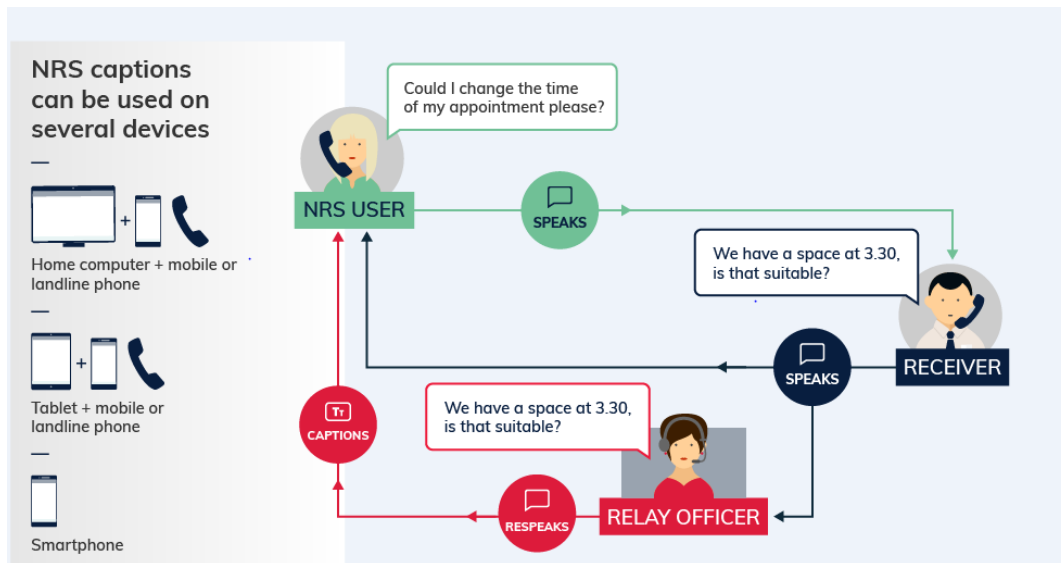 NRS captions
can be used on
several devices
Home computer + mobile or
landline phone
Tablet + mobile or
landline phone
Smartphone
Could I change the time
of my appointment please?
NRS USER
SPEAKS
We have a space at 3.30,
is that suitable?
RECEIVER
SPEAKS
We have a space at 3.30,
is that suitable?
RELAY OFFICER
RESPEAKS
TT
CAPTIONS